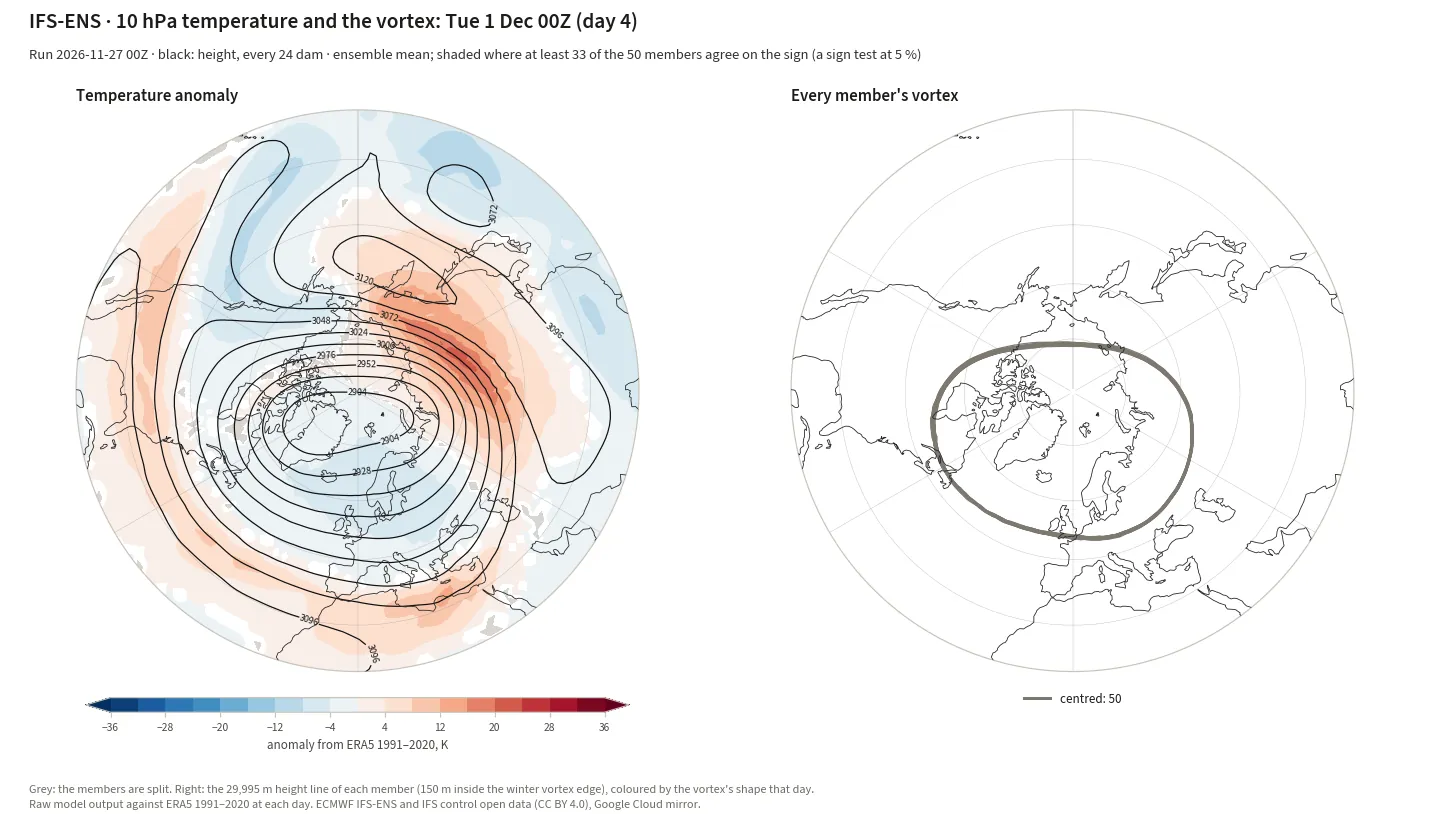 IFS-ENS · 10 hPa temperature and the vortex: Tue 1 Dec 00Z (day 4)
Run 2026-11-27 00Z · black: height, every 24 dam · ensemble mean; shaded where at least 33 of the 50 members agree on the sign (a sign test at 5 %)
Temperature anomaly
Every member's vortex
3072
3120
3072
3048
3024
3096
3000
2976
2952
2904
2904
2928
3096
3096
centred: 50
−36 −28 −20 −12 −4 4 12 20 28 36
anomaly from ERA5 1991–2020, K
Grey: the members are split. Right: the 29,995 m height line of each member (150 m inside the winter vortex edge), coloured by the vortex's shape that day.
Raw model output against ERA5 1991–2020 at each day. ECMWF IFS-ENS and IFS control open data (CC BY 4.0), Google Cloud mirror.